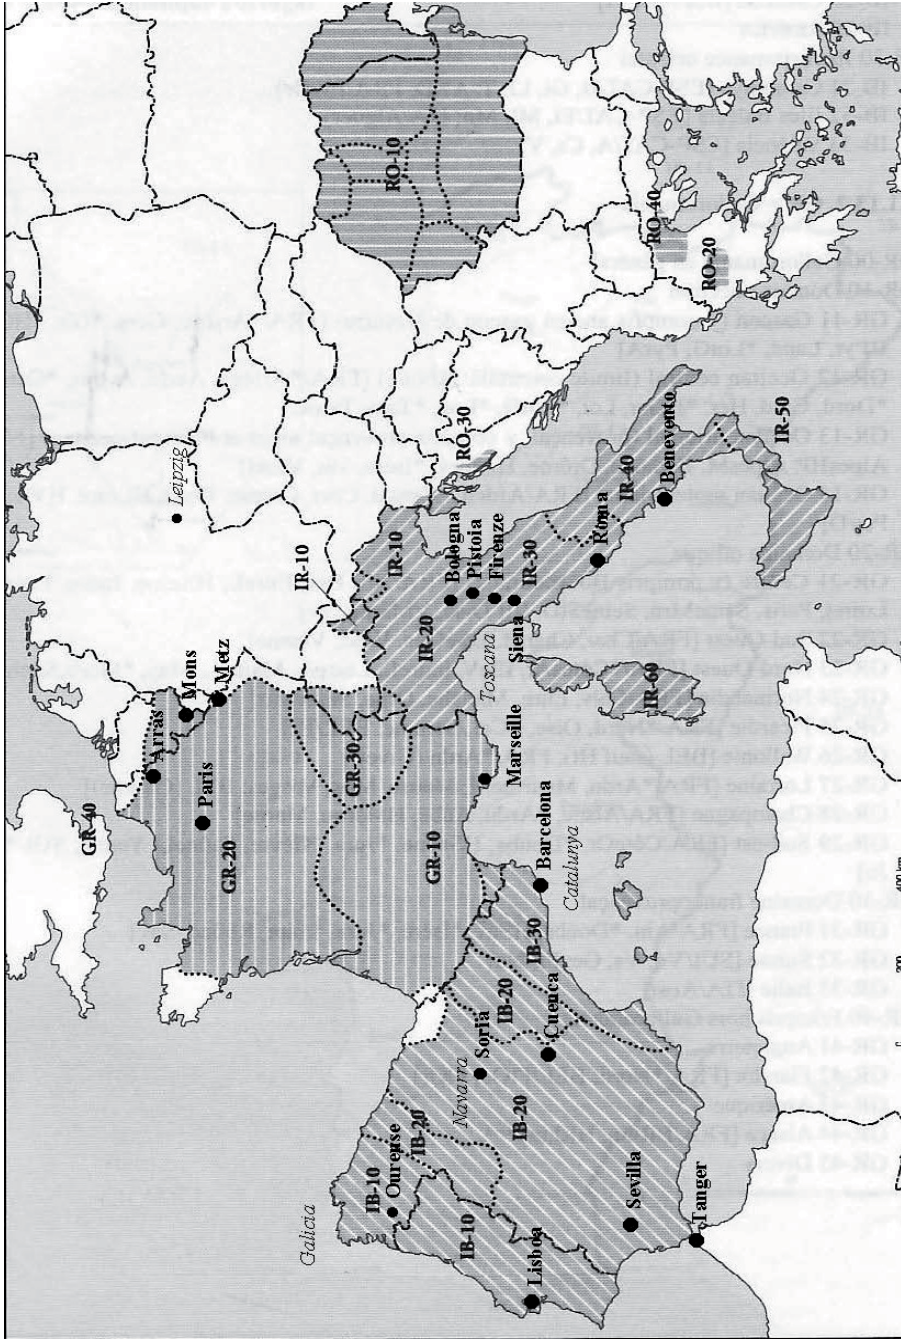 GR-40
Arras
Leipzig
Mons
Paris
Metz
GR-20
Galicia
IR-10
GR-30
IB-10
Ourense
IR-10
RO-10
IB-20
IR-20
GR-10
Bologna
RO-30
Navarra
IB-10
Pistoia
Soria
Toscana
Firenze
IB-20
Marseille
Siena
IB-20
IR-30
Lisboa
IB-30
Barcelona
Cuenca
Catalunya
Roma
IR-40
Sevilla
IR-60
RO-40
Benevento
Tanger
RO-20
IR-50